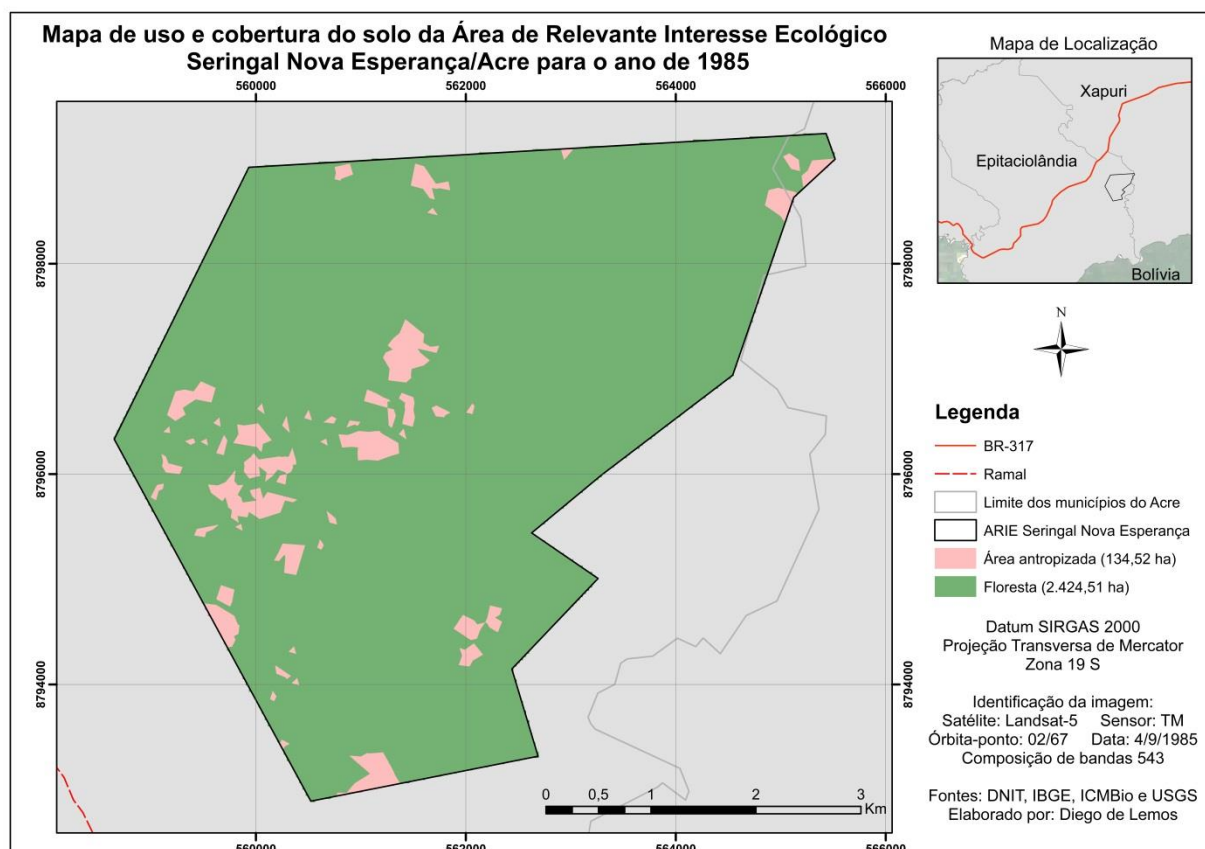 Mapa de uso e cobertura do solo da Área de Relevante Interesse Ecológico
Seringal Nova Esperança/Acre para o ano de 1985
560000 562000 564000 566000
8798000 8798000
8796000 8796000
8794000 8794000
560000 562000 564000 566000
0 0,5 1 2 3
Km
Mapa de Localização
Xapuri
Epitaciolândia
Bolívia
N
Legenda
BR-317
Ramal
Limite dos municípios do Acre
ARIE Seringal Nova Esperança
Área antropizada (134,52 ha)
Floresta (2.424,51 ha)
Datum SIRGAS 2000
Projeção Transversa de Mercator
Zona 19 S
Identificação da imagem:
Satélite: Landsat-5 Sensor: TM
Órbita-ponto: 02/67 Data: 4/9/1985
Composição de bandas 543
Fontes: DNIT, IBGE, ICMBio e USGS
Elaborado por: Diego de Lemos